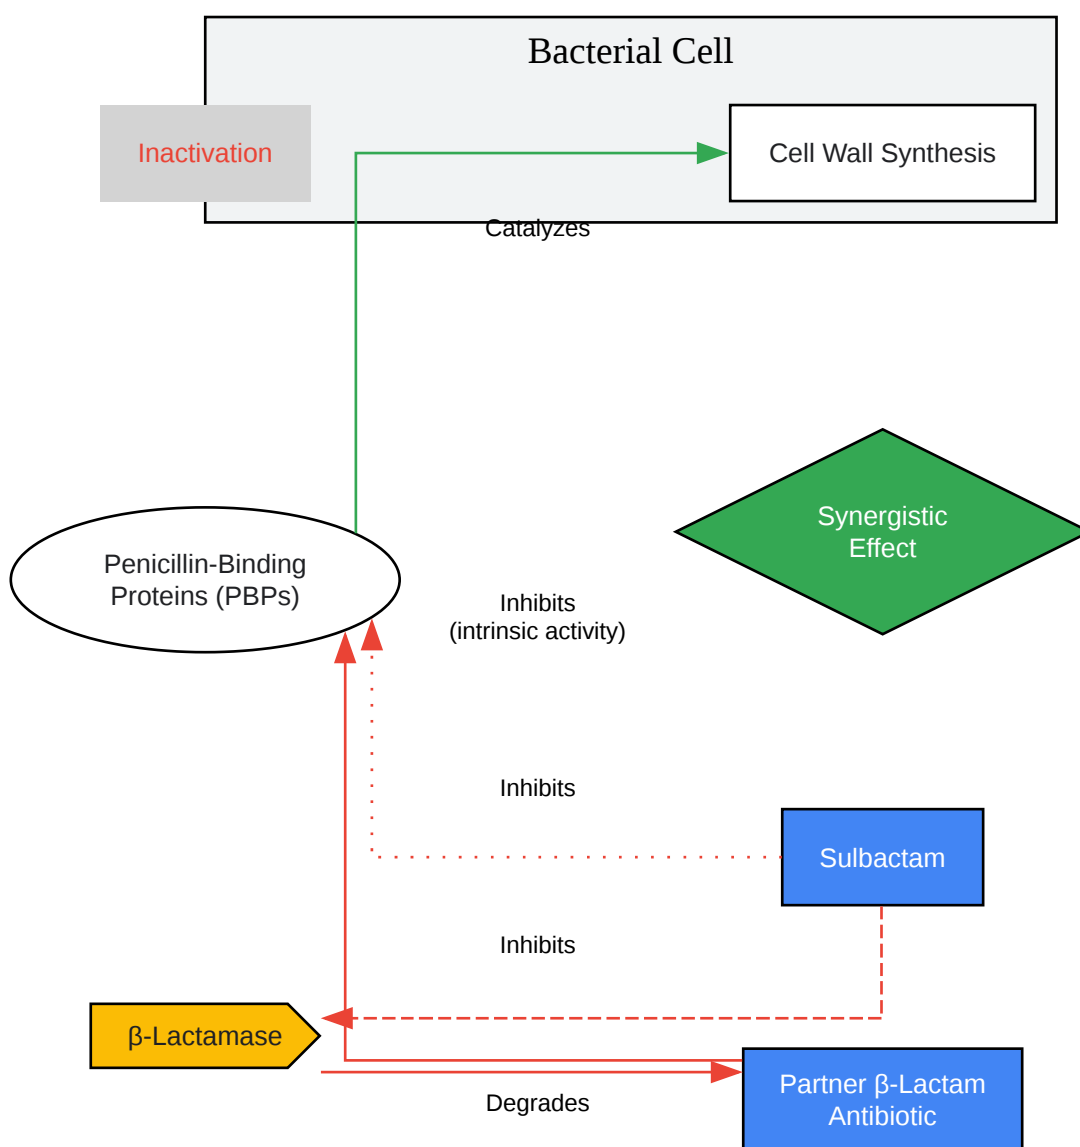 Bacterial Cell
Inactivation
Cell Wall Synthesis
Catalyzes
Synergistic
Effect
Penicillin-Binding
Proteins (PBPs)
Inhibits
(intrinsic activity)
Inhibits
Sulbactam
Inhibits
β-Lactamase
Partner β-Lactam
Antibiotic
Degrades